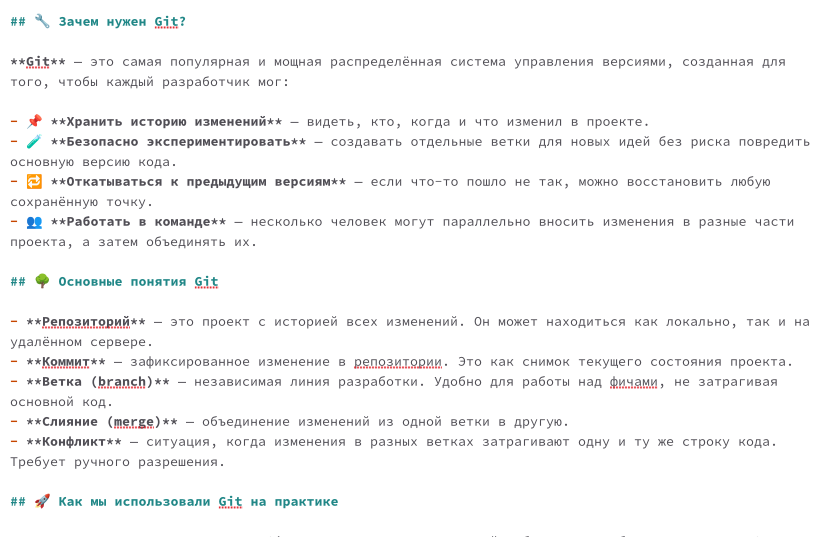 ## 🔧 Зачем нужен Git?
**Git** — это самая популярная и мощная распределённая система управления версиями, созданная для
того, чтобы каждый разработчик мог:
- 📌 **Хранить историю изменений** — видеть, кто, когда и что изменил в проекте.
- 🧪 **Безопасно экспериментировать** — создавать отдельные ветки для новых идей без риска повредить
основную версию кода.
- 🔁 **Откатываться к предыдущим версиям** — если что-то пошло не так, можно восстановить любую
сохранённую точку.
- 👥 **Работать в команде** — несколько человек могут параллельно вносить изменения в разные части
проекта, а затем объединять их.
## 🌳 Основные понятия Git
- **Репозиторий** — это проект с историей всех изменений. Он может находиться как локально, так и на
удалённом сервере.
- **Коммит** — зафиксированное изменение в репозитории. Это как снимок текущего состояния проекта.
- **Ветка (branch)** — независимая линия разработки. Удобно для работы над фичами, не затрагивая
основной код.
- **Слияние (merge)** — объединение изменений из одной ветки в другую.
- **Конфликт** — ситуация, когда изменения в разных ветках затрагивают одну и ту же строку кода.
Требует ручного разрешения.
## 🚀 Как мы использовали Git на практике